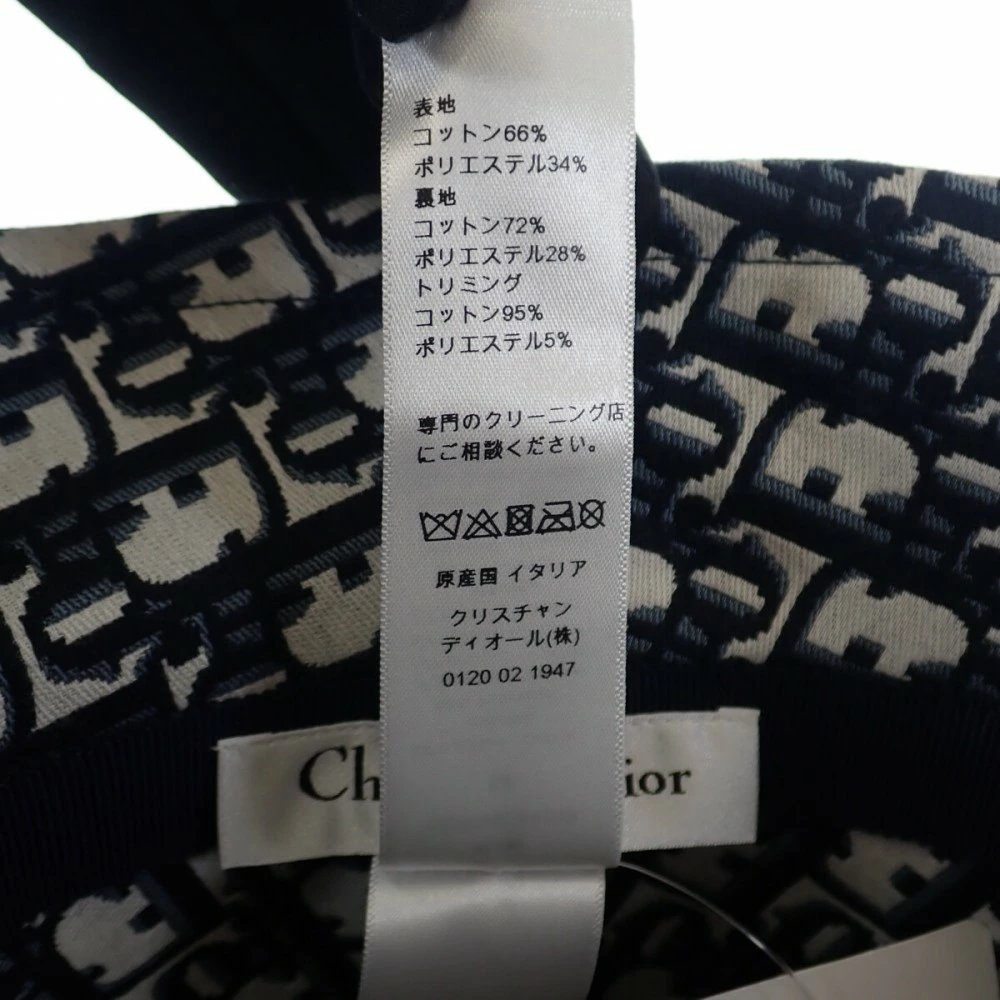 表地
コットン66%
ポリエステル34%
裏地
コットン72%
ポリエステル28%
トリミング
コットン95%
ポリエステル5%
専門のクリーニング店
にご相談ください。
原産国 イタリア
クリスチャン
ディオール(株)
0120 02 1947
Ch ior